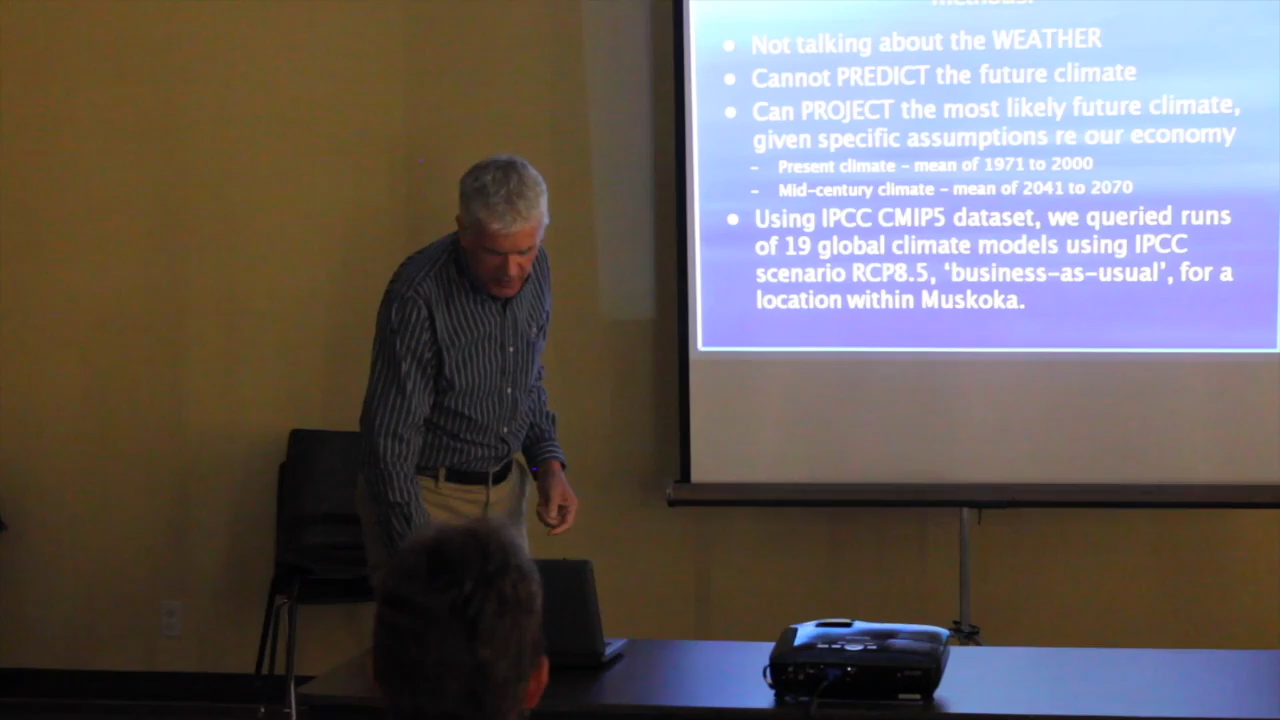 methods.
• Not talking about the WEATHER
• Cannot PREDICT the future climate
• Can PROJECT the most likely future climate,
given specific assumptions re our economy
- Present climate - mean of 1971 to 2000
- Mid-century climate - mean of 2041 to 2070
• Using IPCC CMIP5 dataset, we queried runs
of 19 global climate models using IPCC
scenario RCP8.5, ‘business-as-usual’, for a
location within Muskoka.